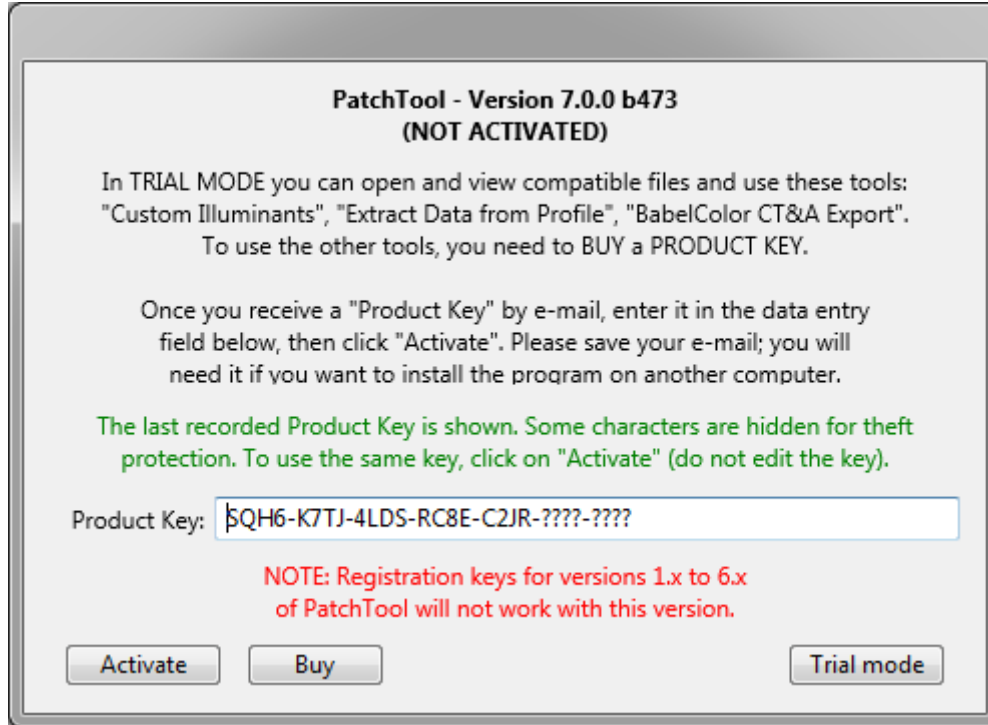 PatchTool - Version 7.0.0 b473
(NOT ACTIVATED)
In TRIAL MODE you can open and view compatible files and use these tools:
"Custom Illuminants", "Extract Data from Profile", "BabelColor CT&A Export".
To use the other tools, you need to BUY a PRODUCT KEY.
Once you receive a "Product Key" by e-mail, enter it in the data entry
field below, then click "Activate". Please save your e-mail; you will
need it if you want to install the program on another computer.
The last recorded Product Key is shown. Some characters are hidden for theft
protection. To use the same key, click on "Activate" (do not edit the key).
Product Key: SQH6-K7TJ-4LDS-RC8E-C2JR-????-????
NOTE: Registration keys for versions 1.x to 6.x
of PatchTool will not work with this version.
Activate Buy Trial mode